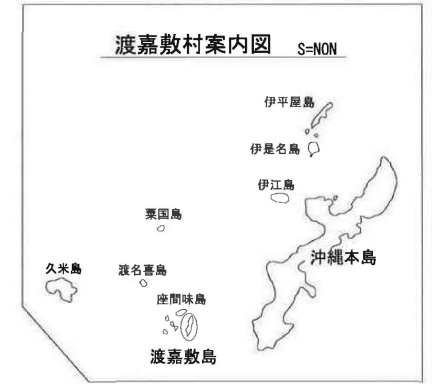 渡嘉敷村案内図 S=NON
伊平屋島
伊是名島
伊江島
粟国島
沖縄本島
久米島
渡名喜島
座間味島
渡嘉敷島